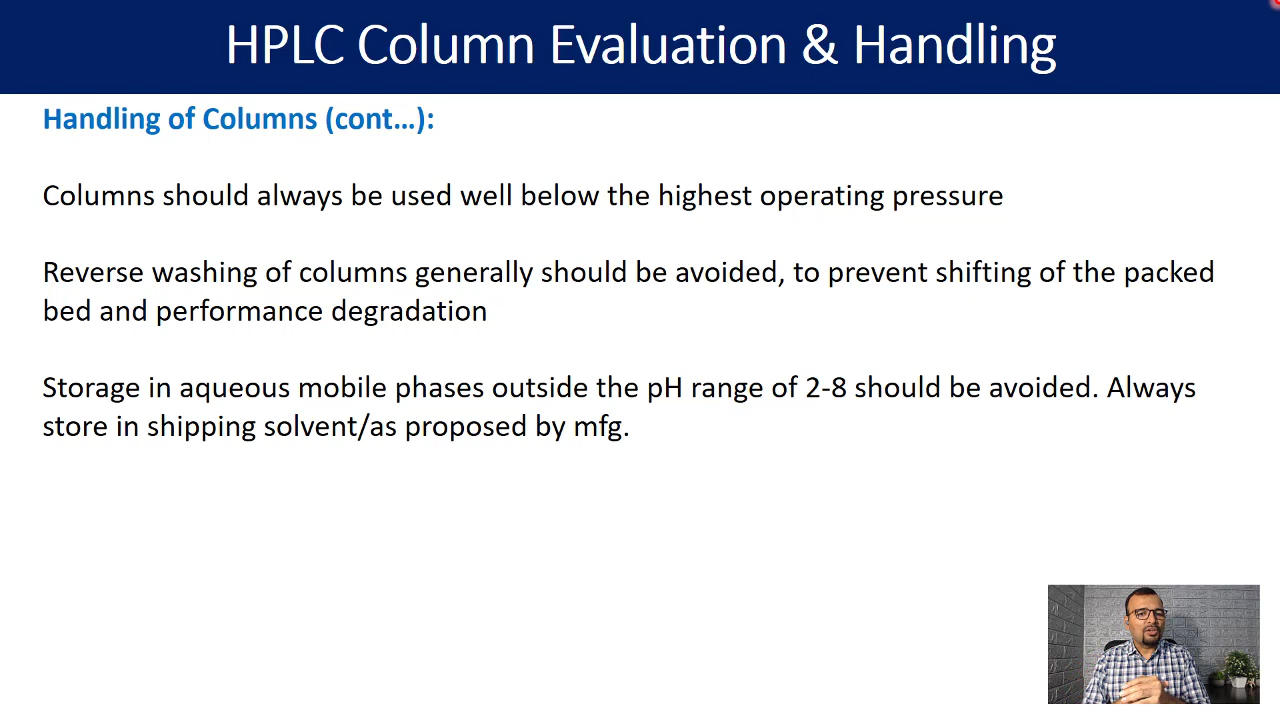 HPLC Column Evaluation & Handling
Handling of Columns (cont…):
Columns should always be used well below the highest operating pressure
Reverse washing of columns generally should be avoided, to prevent shifting of the packed
bed and performance degradation
Storage in aqueous mobile phases outside the pH range of 2-8 should be avoided. Always
store in shipping solvent/as proposed by mfg.